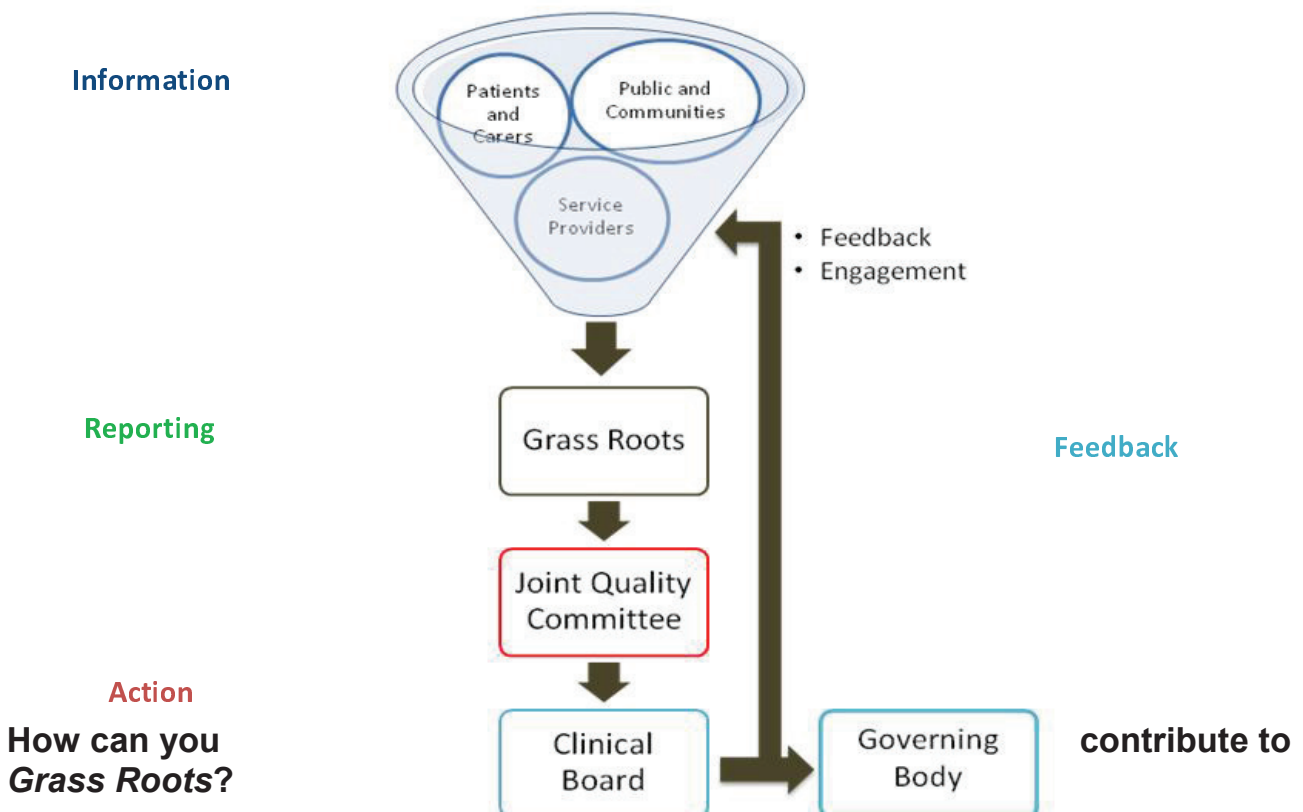 Information
Patients
and
Carers
Public and
Communities
Service
Providers
• Feedback
• Engagement
Reporting
Grass Roots
Feedback
Joint Quality
Committee
Action
Clinical
Board
Governing
Body
How can you contribute to
Grass Roots?